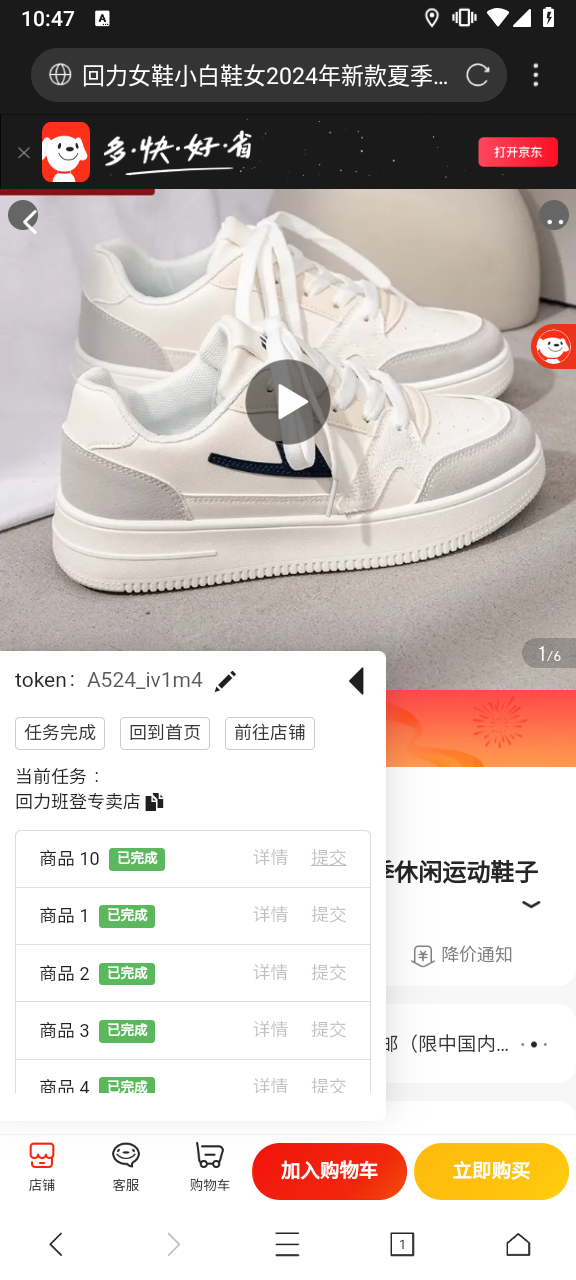 10:47
回力女鞋小白鞋女2024年新款夏季...
多·快·好·省
打开京东
1/6
token： A524_iv1m4
任务完成 回到首页 前往店铺
当前任务：
回力班登专卖店
商品 10 已完成 详情 提交
商品 1 已完成 详情 提交
商品 2 已完成 详情 提交
商品 3 已完成 详情 提交
商品 4 已完成 详情 提交
季休闲运动鞋子
降价通知
邮（限中国内...
店铺 客服 购物车 加入购物车 立即购买
1